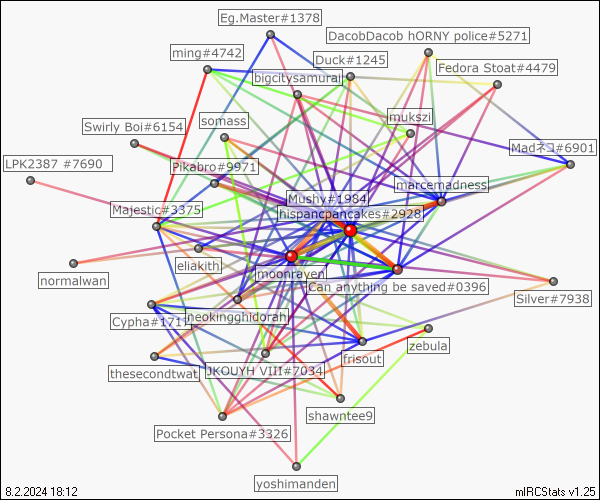 Eg.Master#1378
DacobDacob hORNY police#5271
ming#4742
Duck#1245
Fedora Stoat#4479
bigcitysamurai
somass
mukszi
Swirly Boi#6154
Madネコ#6901
LPK2387 #7690
Pikabro#9971
marcemadness
Mushy#1984
Majestic#3375
hispancpancakes#2928
eliakith
moonrayen
normalwan
Can anything be saved#0396
Silver#7938
Cypha#1711
neokingghidorah
zebula
thesecondtwat
JKOUYH VIII#7034
frisout
shawntee9
Pocket Persona#3326
yoshimanden
8.2.2024 18:12
mIRCStats v1.25